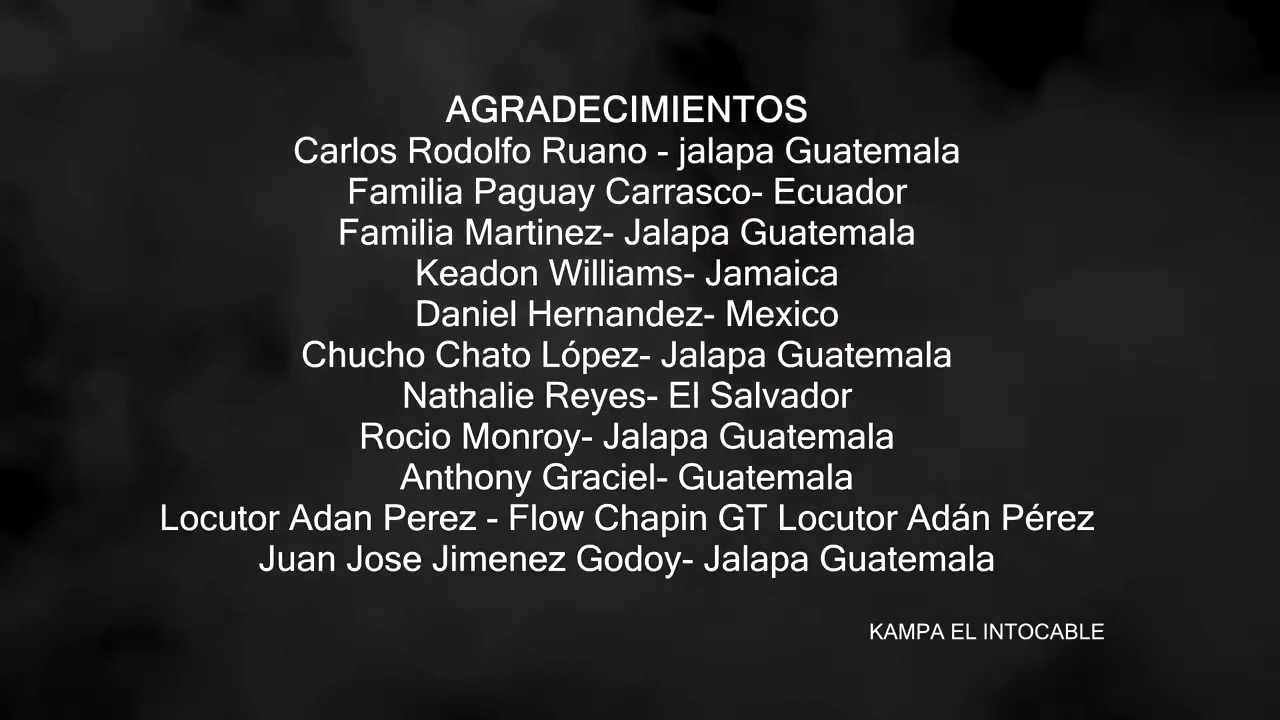 AGRADECIMIENTOS
Carlos Rodolfo Ruano - jalapa Guatemala
Familia Paguay Carrasco- Ecuador
Familia Martinez- Jalapa Guatemala
Keadon Williams- Jamaica
Daniel Hernandez- Mexico
Chucho Chato López- Jalapa Guatemala
Nathalie Reyes- El Salvador
Rocio Monroy- Jalapa Guatemala
Anthony Graciel- Guatemala
Locutor Adan Perez - Flow Chapin GT Locutor Adán Pérez
Juan Jose Jimenez Godoy- Jalapa Guatemala
KAMPA EL INTOCABLE